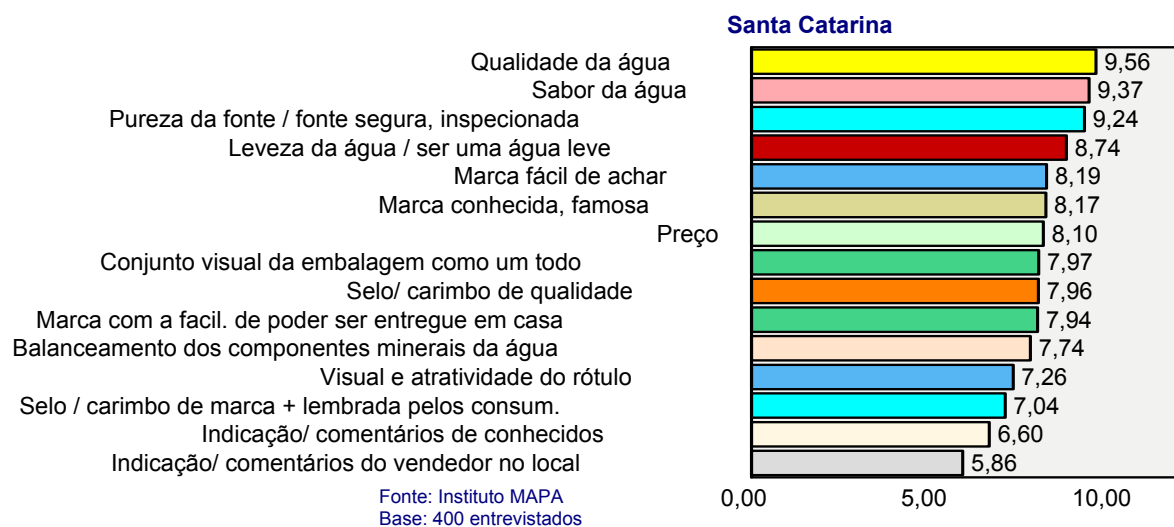 Santa Catarina
Qualidade da água 9,56
Sabor da água 9,37
Pureza da fonte / fonte segura, inspecionada 9,24
Leveza da água / ser uma água leve 8,74
Marca fácil de achar 8,19
Marca conhecida, famosa 8,17
Preço 8,10
Conjunto visual da embalagem como um todo 7,97
Selo/ carimbo de qualidade 7,96
Marca com a facil. de poder ser entregue em casa 7,94
Balanceamento dos componentes minerais da água 7,74
Visual e atratividade do rótulo 7,26
Selo / carimbo de marca + lembrada pelos consum. 7,04
Indicação/ comentários de conhecidos 6,60
Indicação/ comentários do vendedor no local 5,86
0,00 5,00 10,00
Fonte: Instituto MAPA
Base: 400 entrevistados